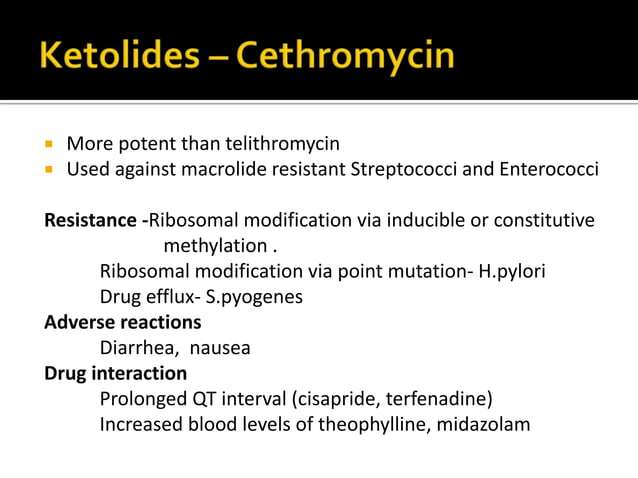 Ketolides – Cethromycin
More potent than telithromycin
Used against macrolide resistant Streptococci and Enterococci
Resistance -Ribosomal modification via inducible or constitutive
methylation .
Ribosomal modification via point mutation- H.pylori
Drug efflux- S.pyogenes
Adverse reactions
Diarrhea, nausea
Drug interaction
Prolonged QT interval (cisapride, terfenadine)
Increased blood levels of theophylline, midazolam